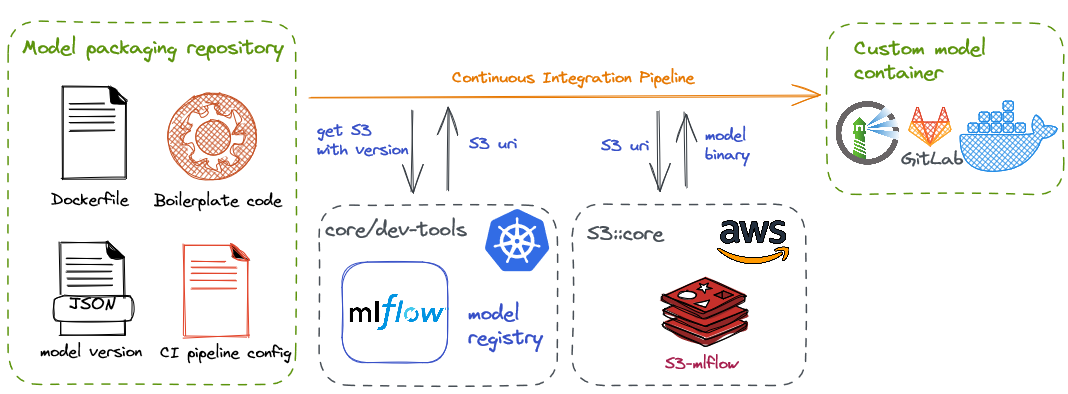 Model packaging repository
Dockerfile
Boilerplate code
JSON
model version
CI pipeline config
Continuous Integration Pipeline
get S3
with version
S3 uri
S3 uri
model
binary
core/dev-tools
mlflow
model
registry
S3::core
aws
S3-mlflow
Custom model
container
GitLab